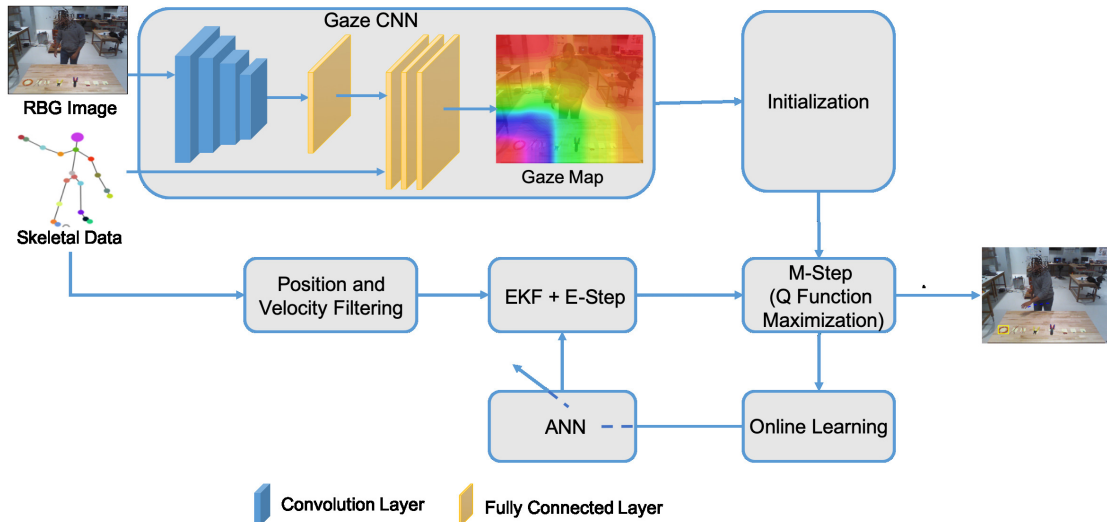 Gaze CNN
RBG Image
Gaze Map
Initialization
Skeletal Data
Position and
Velocity Filtering
EKF + E-Step
M-Step
(Q Function
Maximization)
ANN
Online Learning
Convolution Layer
Fully Connected Layer